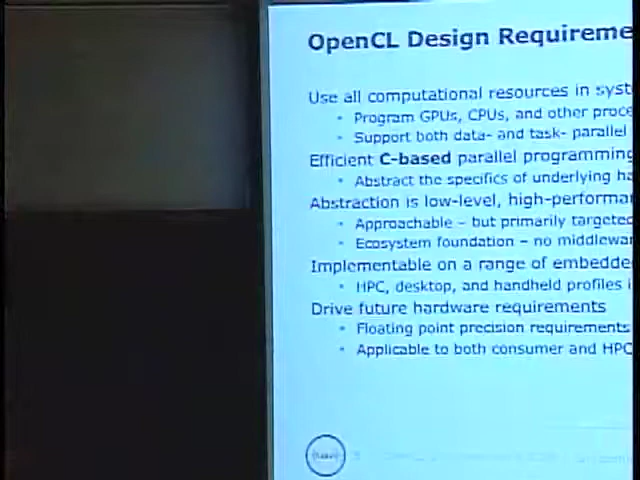 OpenCL Design Requireme
Use all computational resources in syst
• Program GPUs, CPUs, and other proce
• Support both data- and task- parallel
Efficient C-based parallel programming
• Abstract the specifics of underlying ha
Abstraction is low-level, high-performa
• Approachable – but primarily targeted
• Ecosystem foundation – no middlewar
Implementable on a range of embedde
• HPC, desktop, and handheld profiles i
Drive future hardware requirements
• Floating point precision requirements
• Applicable to both consumer and HPC